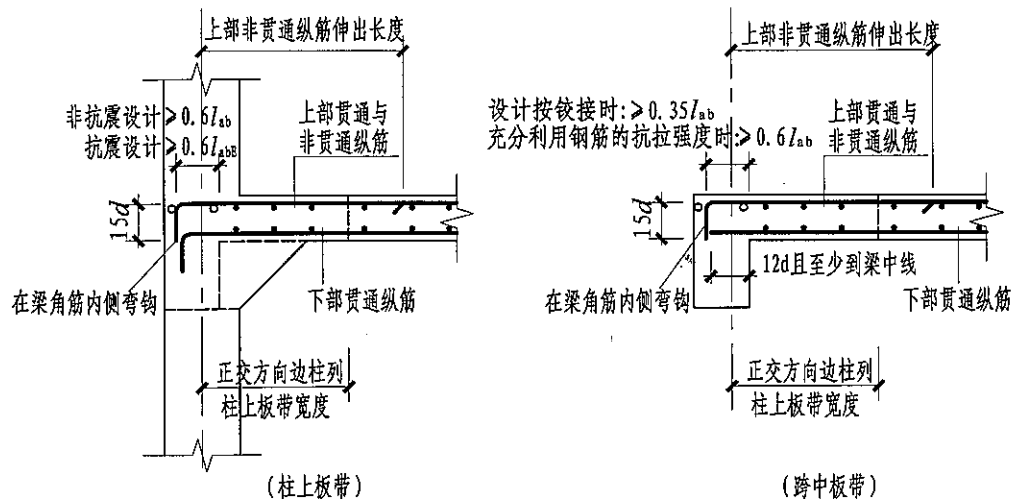 上部非贯通纵筋伸出长度
非抗震设计≥0.6lab
抗震设计≥0.6labE
上部贯通与
非贯通纵筋
15d
在梁角筋内侧弯钩
下部贯通纵筋
正交方向边柱列
柱上板带宽度
(柱上板带)
上部非贯通纵筋伸出长度
设计按铰接时:≥0.35lab
充分利用钢筋的抗拉强度时:≥0.6lab
上部贯通与
非贯通纵筋
15d
12d且至少到梁中线
在梁角筋内侧弯钩
下部贯通纵筋
正交方向边柱列
柱上板带宽度
(跨中板带)